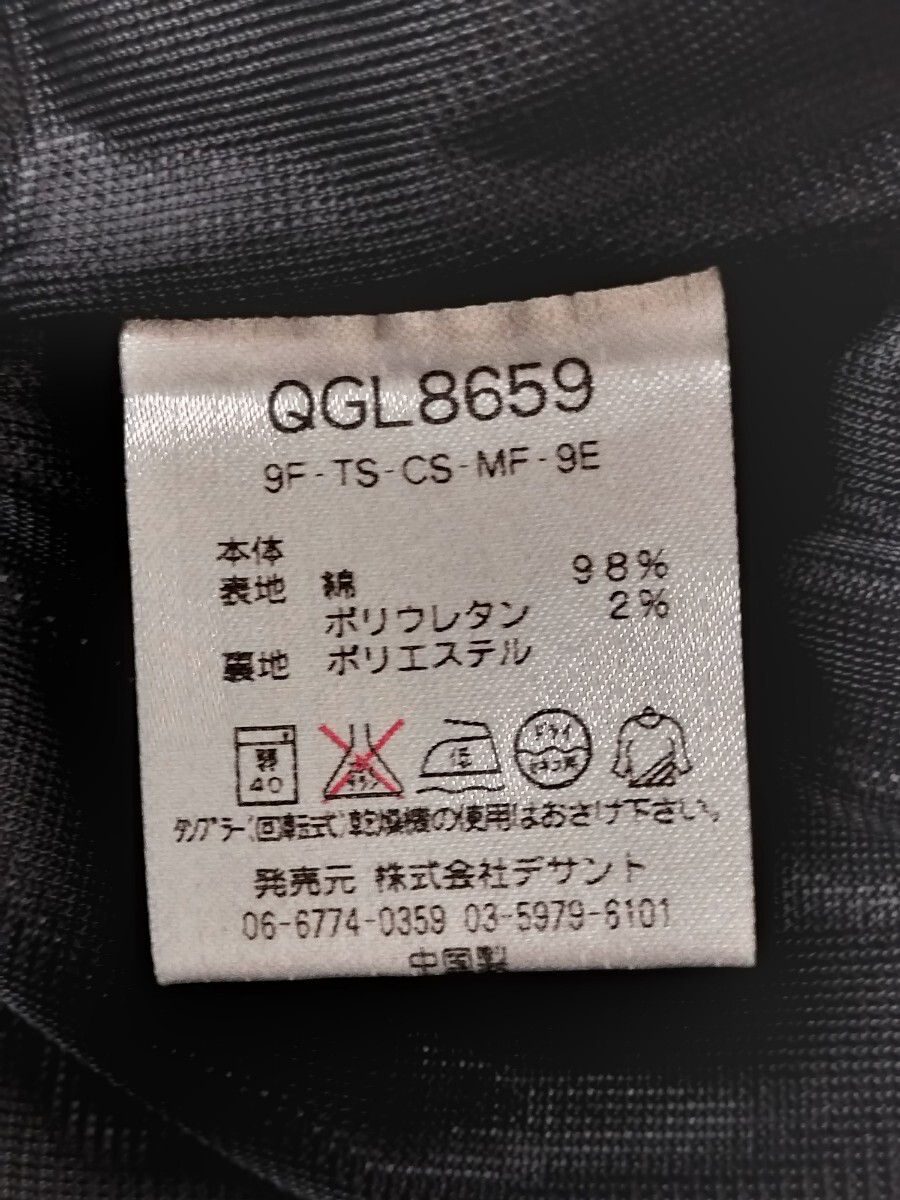 QGL8659
9F-TS-CS-MF-9E
本体
表地 綿 98%
ポリウレタン 2%
裏地 ポリエステル
弱
40
ドライ
タンブラー(回転式)乾燥機の使用はおさけ下さい。
発売元 株式会社デサント
06-6774-0359 03-5979-6101
中国製